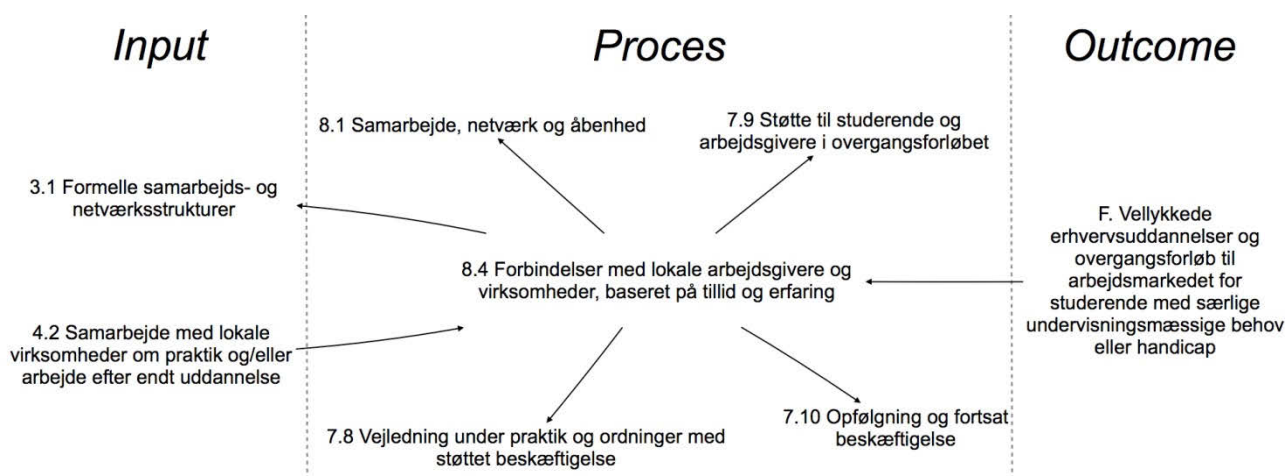 Input
Proces
Outcome
8.1 Samarbejde, netværk og åbenhed
7.9 Støtte til studerende og
arbejdsgivere i overgangsforløbet
3.1 Formelle samarbejds- og
netværksstrukturer
8.4 Forbindelser med lokale arbejdsgivere og
virksomheder, baseret på tillid og erfaring
F. Vellykkede
erhvervsuddannelser og
overgangsforløb til
arbejdsmarkedet for
studerende med særlige
undervisningsmæssige behov
eller handicap
4.2 Samarbejde med lokale
virksomheder om praktik og/eller
arbejde efter endt uddannelse
7.8 Vejledning under praktik og ordninger med
støttet beskæftigelse
7.10 Opfølgning og fortsat
beskæftigelse